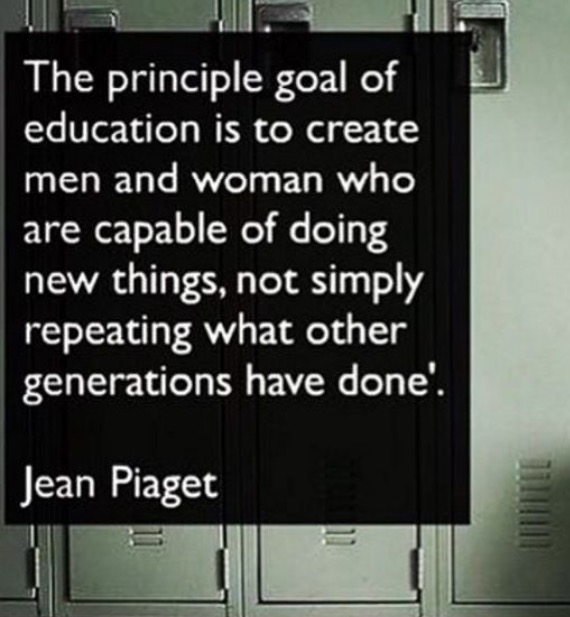 The principle goal of
education is to create
men and woman who
are capable of doing
new things, not simply
repeating what other
generations have done'.
Jean Piaget